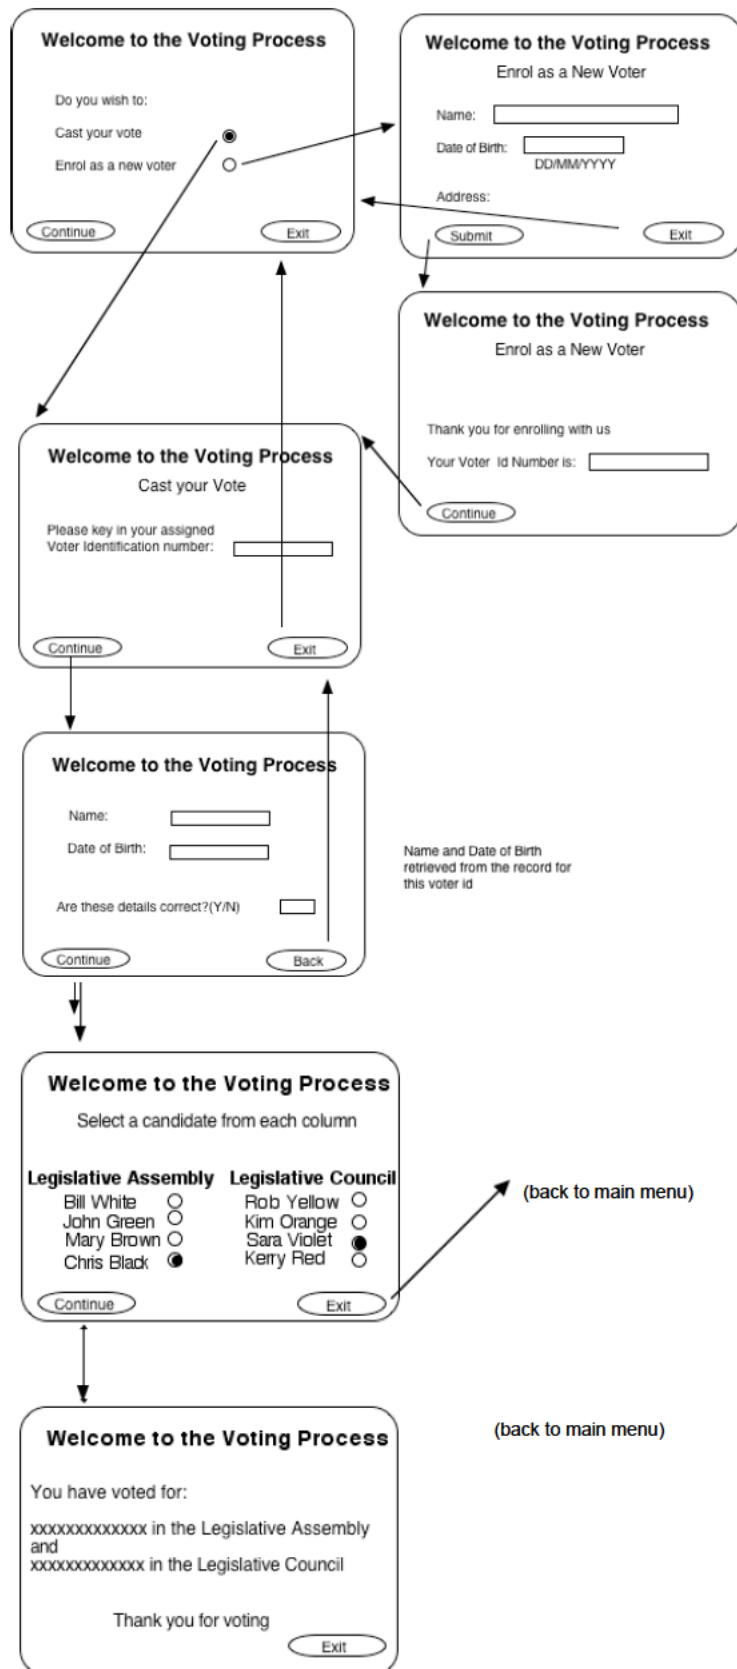 Welcome to the Voting Process
Do you wish to:
Cast your vote
Enrol as a new voter
Continue
Exit
Welcome to the Voting Process
Enrol as a New Voter
Name:
Date of Birth:
DD/MM/YYYY
Address:
Submit
Exit
Welcome to the Voting Process
Enrol as a New Voter
Thank you for enrolling with us
Your Voter Id Number is:
Continue
Welcome to the Voting Process
Cast your Vote
Please key in your assigned
Voter Identification number:
Continue
Exit
Welcome to the Voting Process
Name:
Date of Birth:
Are these details correct?(Y/N)
Continue
Back
Name and Date of Birth
retrieved from the record for
this voter id
Welcome to the Voting Process
Select a candidate from each column
Legislative Assembly Legislative Council
Bill White Rob Yellow
John Green Kim Orange
Mary Brown Sara Violet
Chris Black Kerry Red
Continue
Exit
(back to main menu)
Welcome to the Voting Process
You have voted for:
xxxxxxxxxxxxx in the Legislative Assembly
and
xxxxxxxxxxxxx in the Legislative Council
Thank you for voting
Exit
(back to main menu)